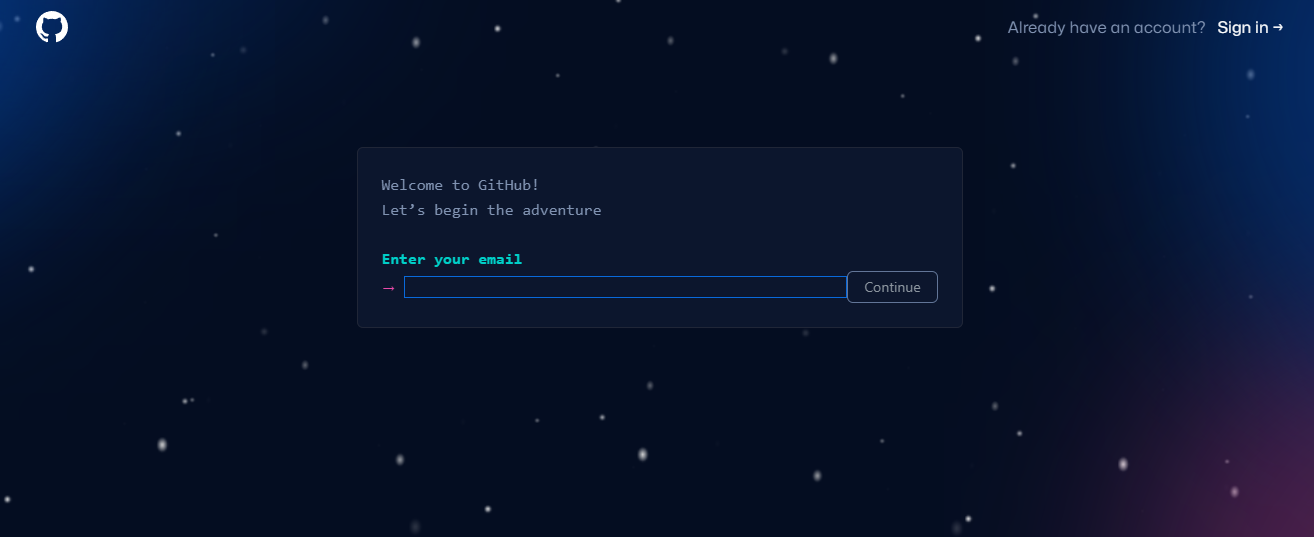 Already have an account? Sign in →
Welcome to GitHub!
Let’s begin the adventure
Enter your email
→ Continue